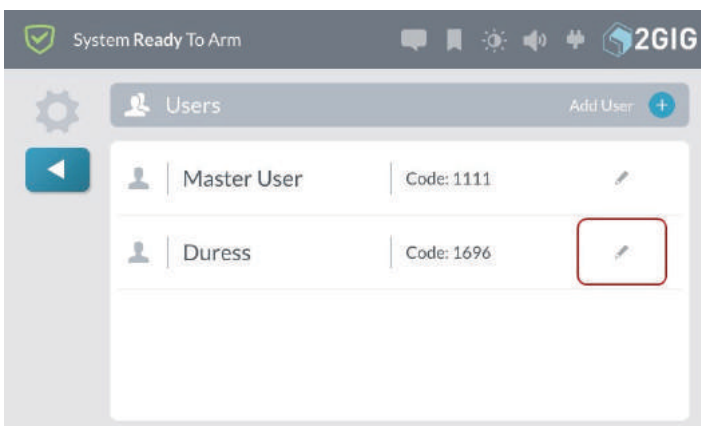 System Ready To Arm 2GIG
Users Add User
Master User Code: 1111
Duress Code: 1696